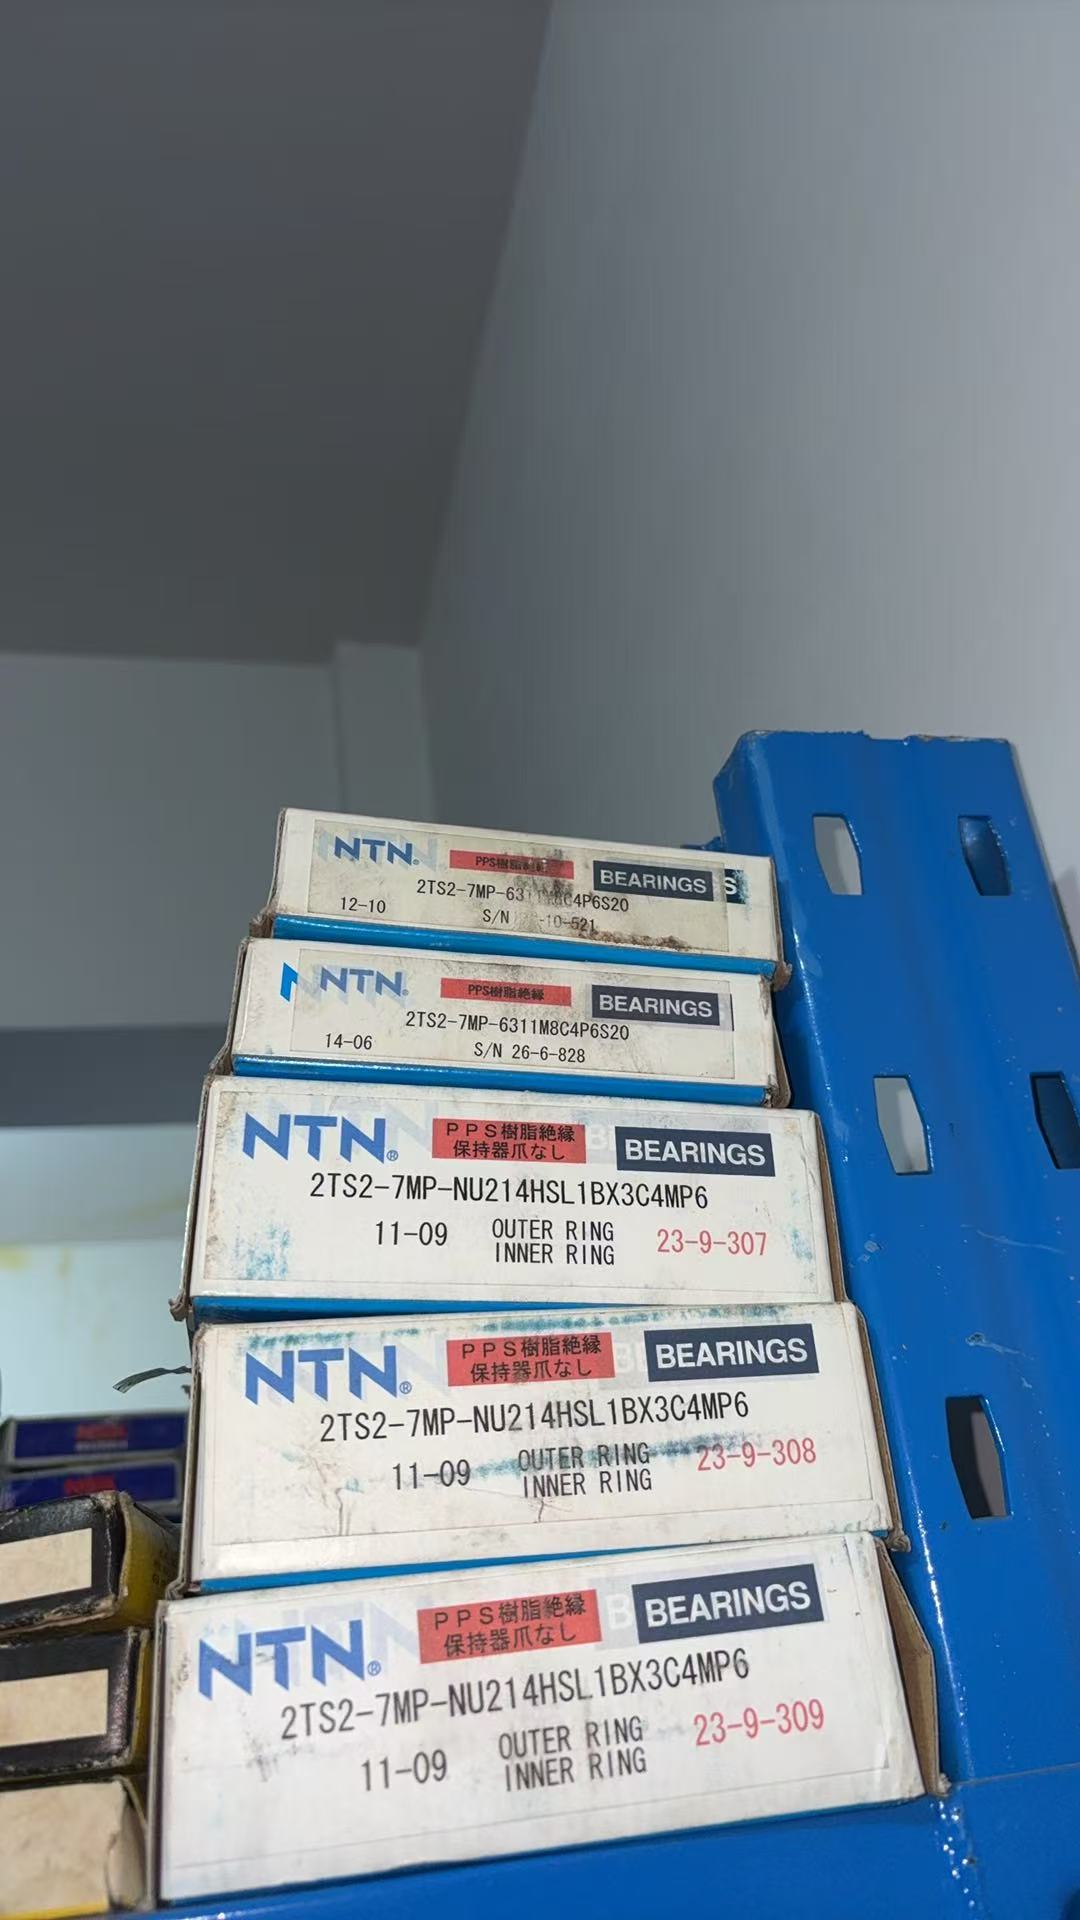 NTN®
PPS樹脂絶縁
BEARINGS
S
2TS2-7MP-6311M8C4P6S20
12-10
S/N -10-521
NTN®
PPS樹脂絶縁
BEARINGS
2TS2-7MP-6311M8C4P6S20
14-06
S/N 26-6-828
NTN®
PPS樹脂絶縁
保持器爪なし
BEARINGS
2TS2-7MP-NU214HSL1BX3C4MP6
11-09
OUTER RING
INNER RING
23-9-307
NTN®
PPS樹脂絶縁
保持器爪なし
BEARINGS
2TS2-7MP-NU214HSL1BX3C4MP6
11-09
OUTER RING
INNER RING
23-9-308
NTN®
PPS樹脂絶縁
保持器爪なし
BEARINGS
2TS2-7MP-NU214HSL1BX3C4MP6
11-09
OUTER RING
INNER RING
23-9-309